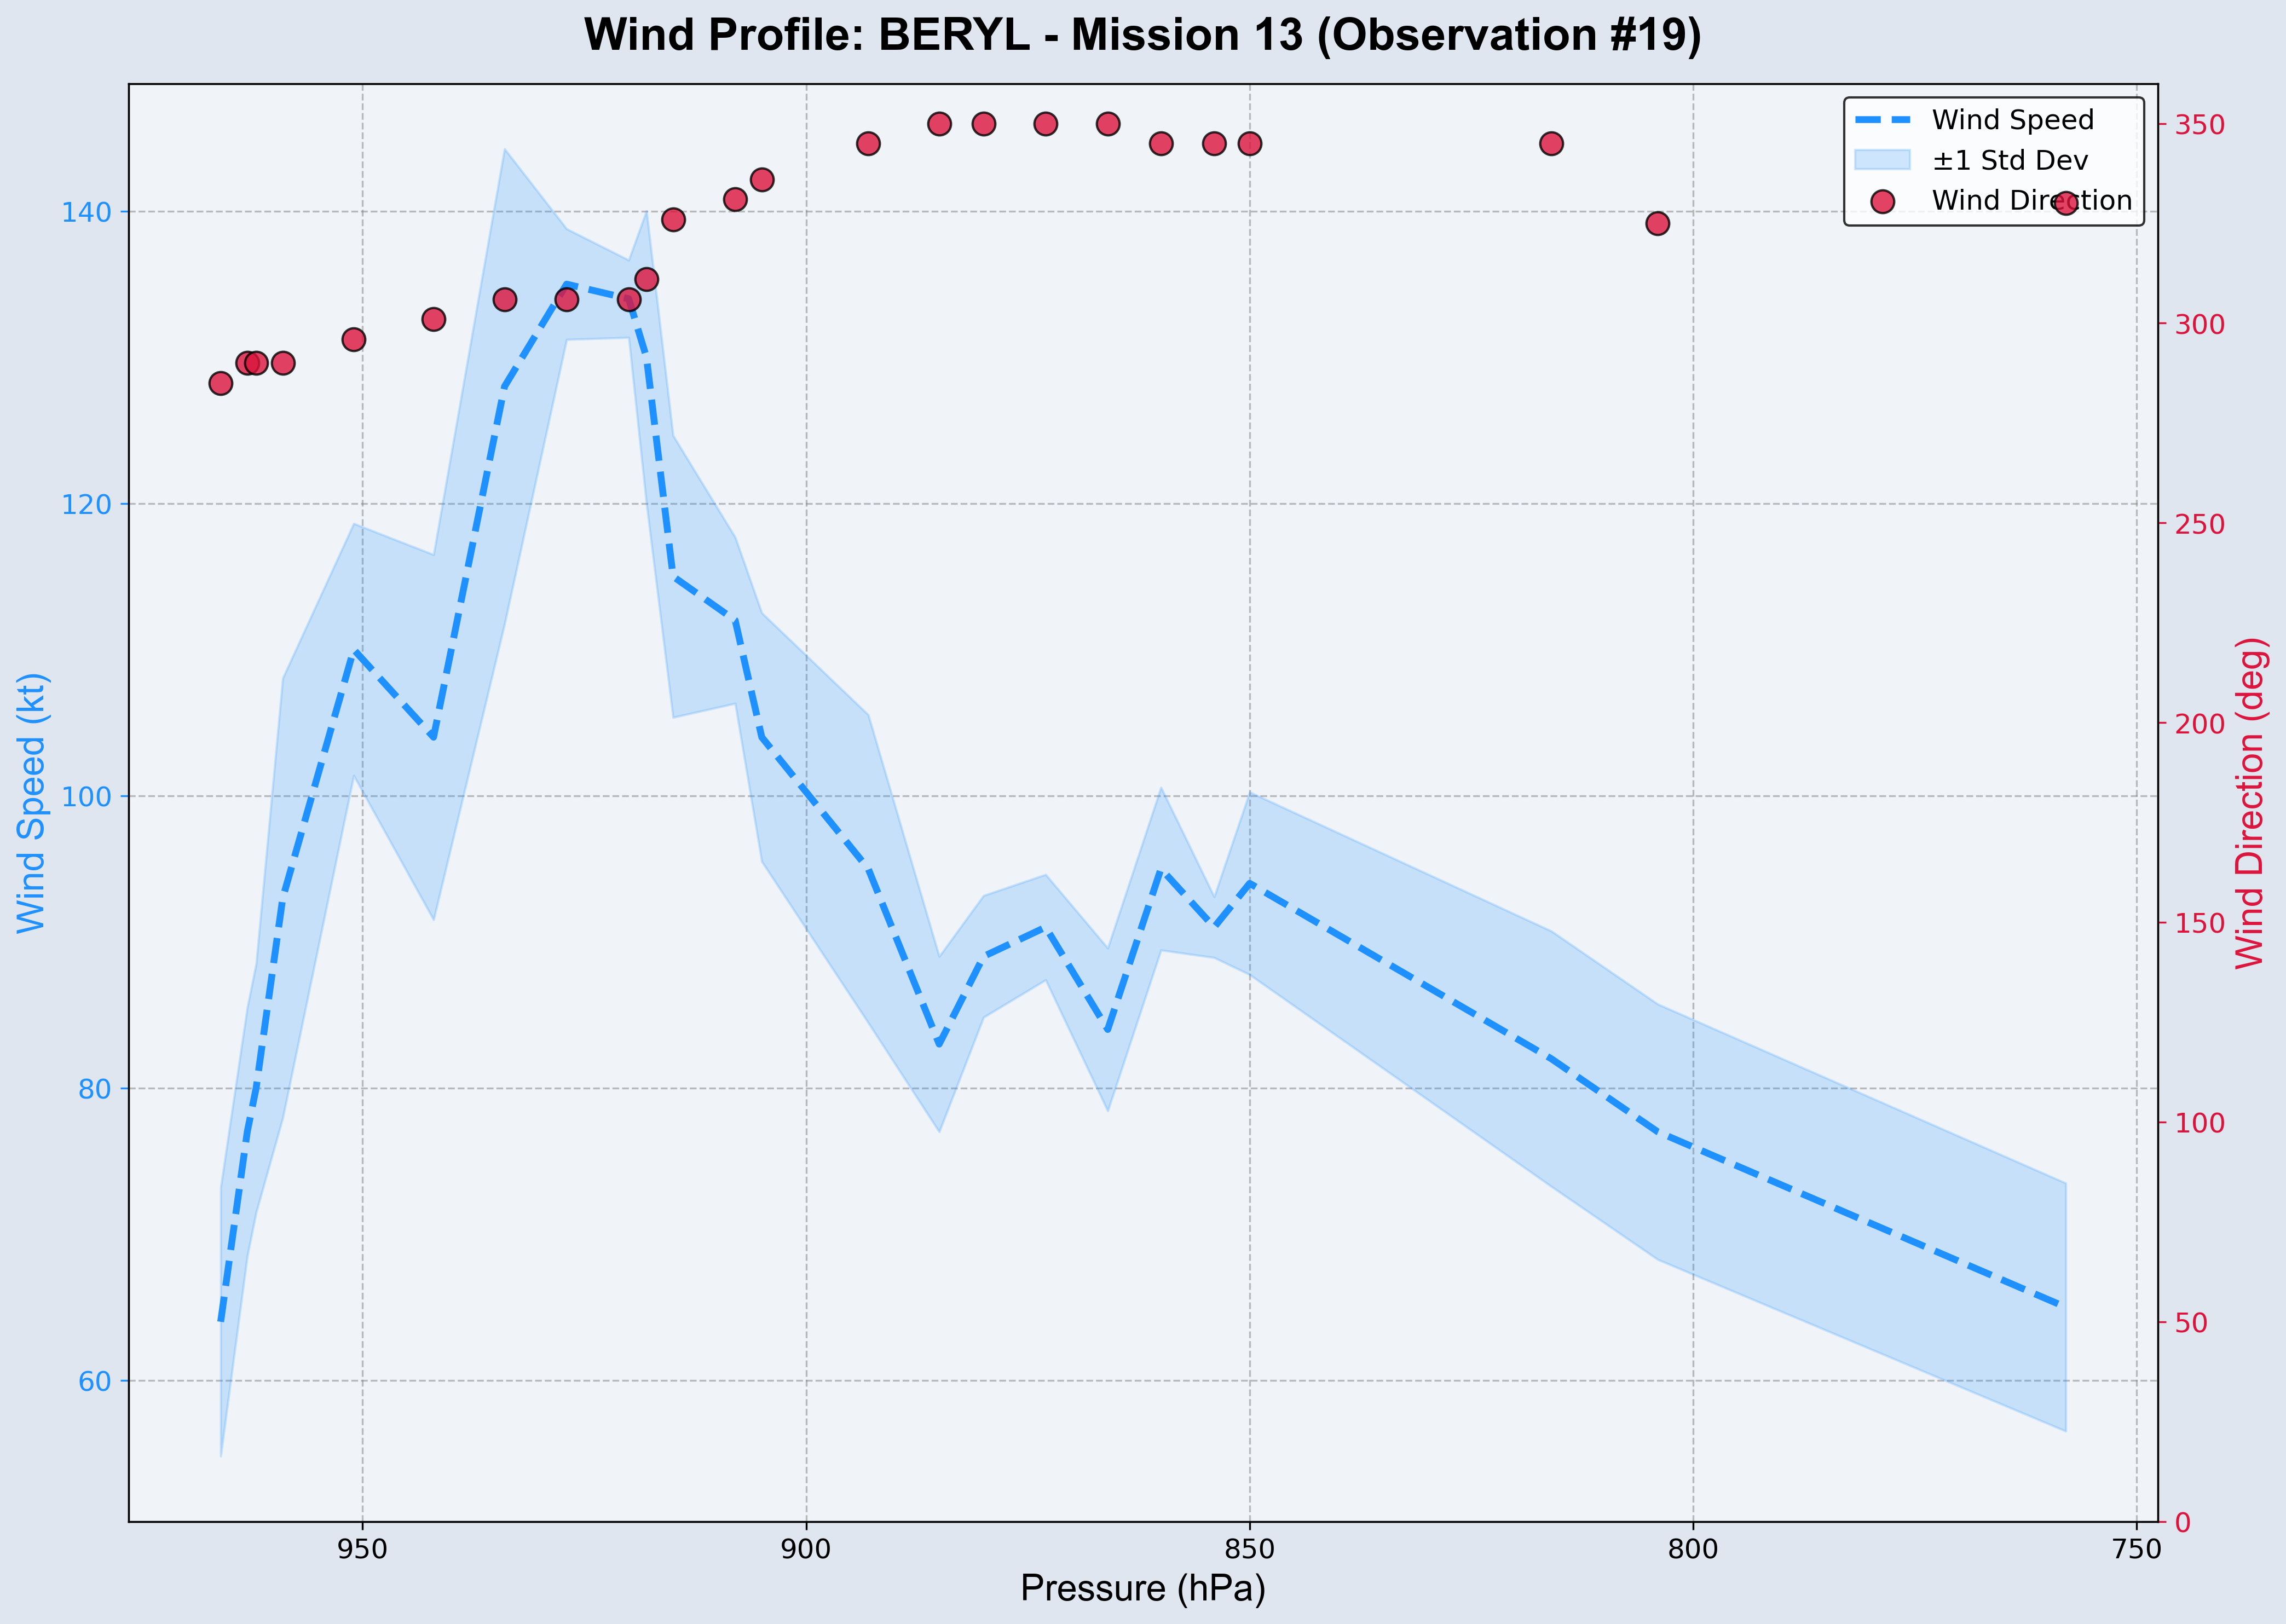 Wind Profile: BERYL - Mission 13 (Observation #19)
Wind Speed
±1 Std Dev
Wind Direction
140
120
100
80
60
Wind Speed (kt)
350
300
250
200
150
100
50
0
Wind Direction (deg)
950
900
850
800
750
Pressure (hPa)